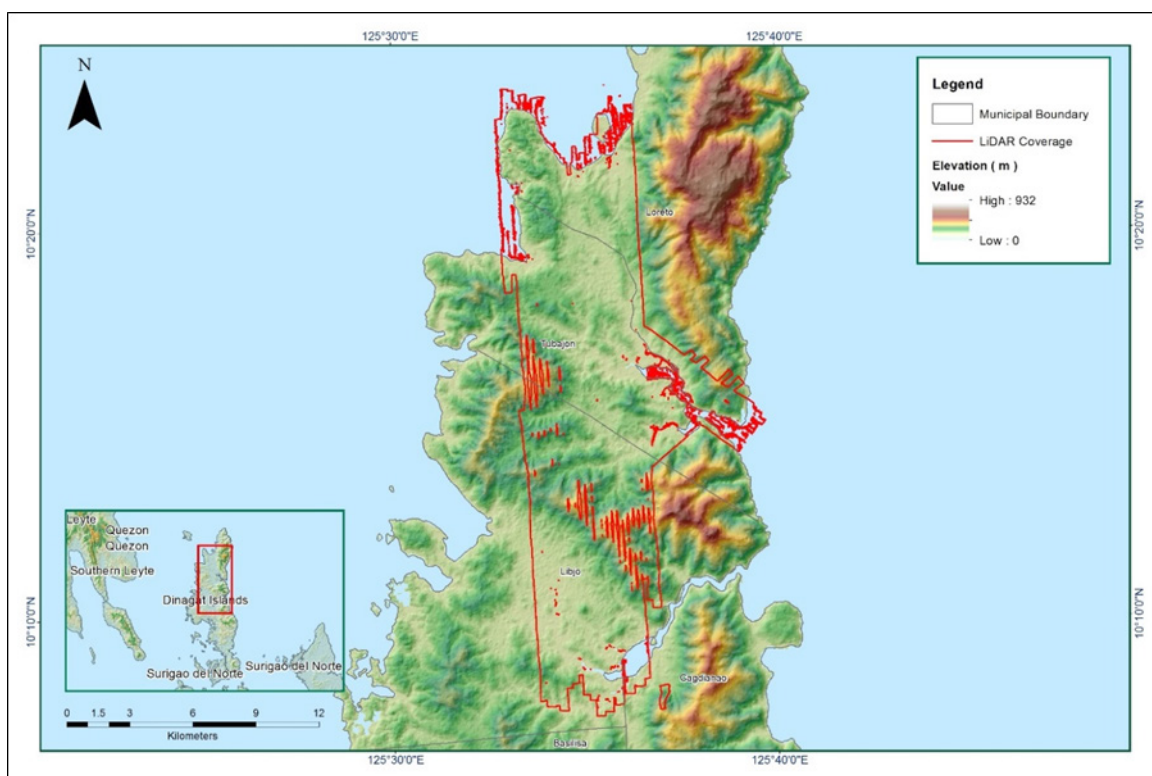 125°30'0"E
125°40'0"E
N
Legend
Municipal Boundary
LiDAR Coverage
Elevation ( m )
Value
High : 932
Low : 0
10°20'0"N
10°20'0"N
Loreto
Tubajon
Libjo
Cagdianao
Basilisa
10°10'0"N
10°10'0"N
Leyte
Quezon
Quezon
Southern Leyte
Dinagat Islands
Surigao del Norte
Surigao del Norte
0 1.5 3 6 9 12
Kilometers
125°30'0"E
125°40'0"E